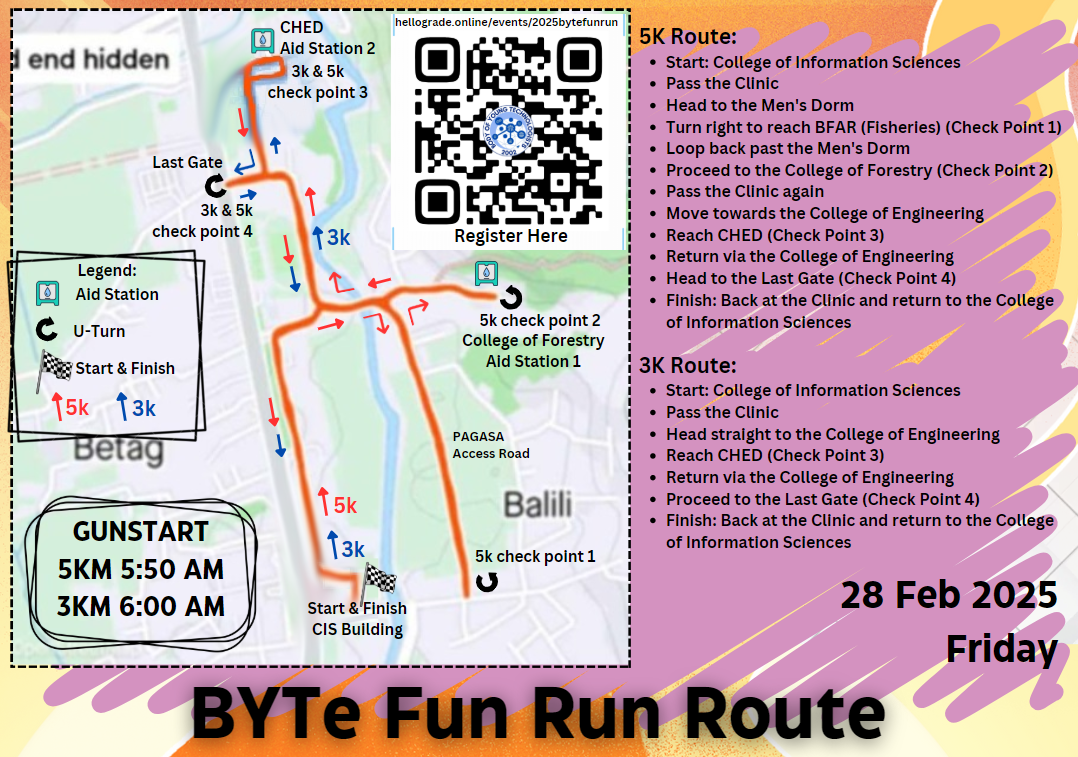 d end hidden
CHED
Aid Station 2
3k & 5k
check point 3
hellograde.online/events/2025bytefunrun
BODY OF YOUNG TECHNOLOGISTS
2002
Register Here
Last Gate
3k & 5k
check point 4
3k
Legend:
Aid Station
U-Turn
Start & Finish
5k
3k
5k check point 2
College of Forestry
Aid Station 1
Betag
PAGASA
Access Road
Balili
GUNSTART
5KM 5:50 AM
3KM 6:00 AM
5k
3k
5k check point 1
Start & Finish
CIS Building
5K Route:
Start: College of Information Sciences
Pass the Clinic
Head to the Men's Dorm
Turn right to reach BFAR (Fisheries) (Check Point 1)
Loop back past the Men's Dorm
Proceed to the College of Forestry (Check Point 2)
Pass the Clinic again
Move towards the College of Engineering
Reach CHED (Check Point 3)
Return via the College of Engineering
Head to the Last Gate (Check Point 4)
Finish: Back at the Clinic and return to the College
of Information Sciences
3K Route:
Start: College of Information Sciences
Pass the Clinic
Head straight to the College of Engineering
Reach CHED (Check Point 3)
Return via the College of Engineering
Proceed to the Last Gate (Check Point 4)
Finish: Back at the Clinic and return to the College
of Information Sciences
28 Feb 2025
Friday
BYTe Fun Run Route